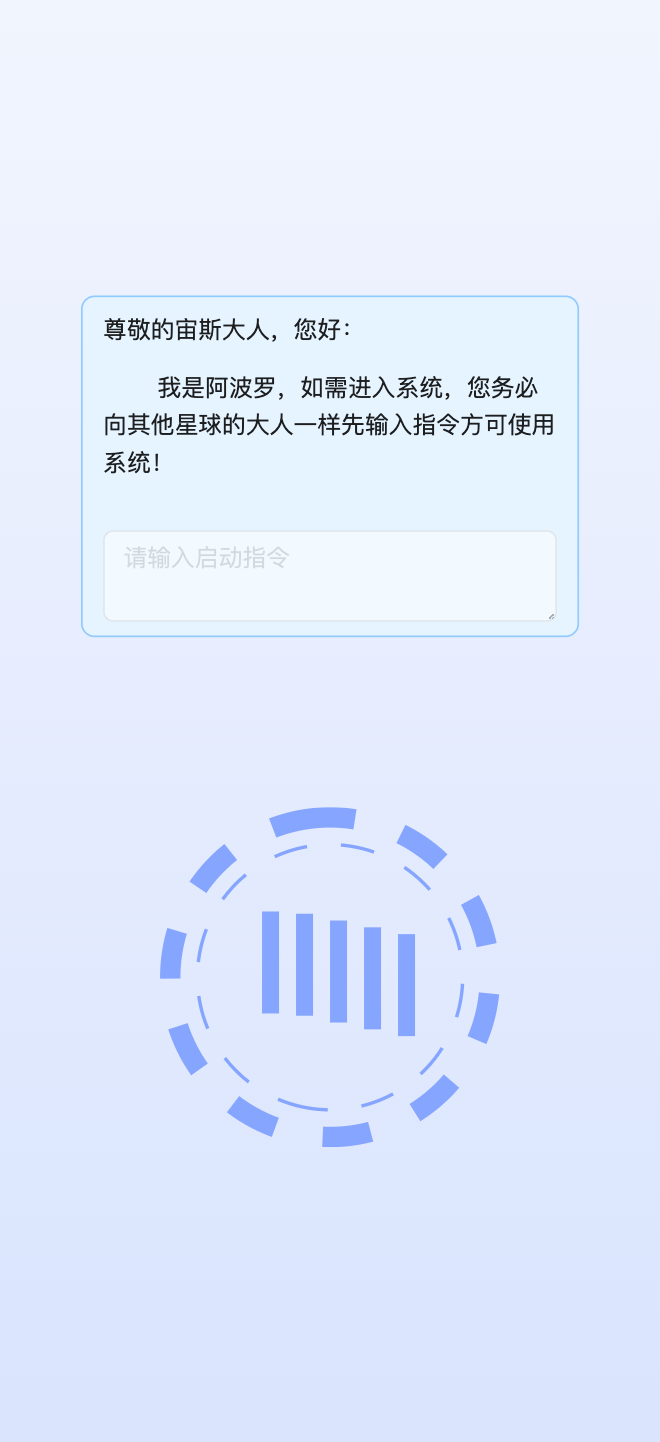 尊敬的宙斯大人，您好：
我是阿波罗，如需进入系统，您务必
向其他星球的大人一样先输入指令方可使用
系统！
请输入启动指令